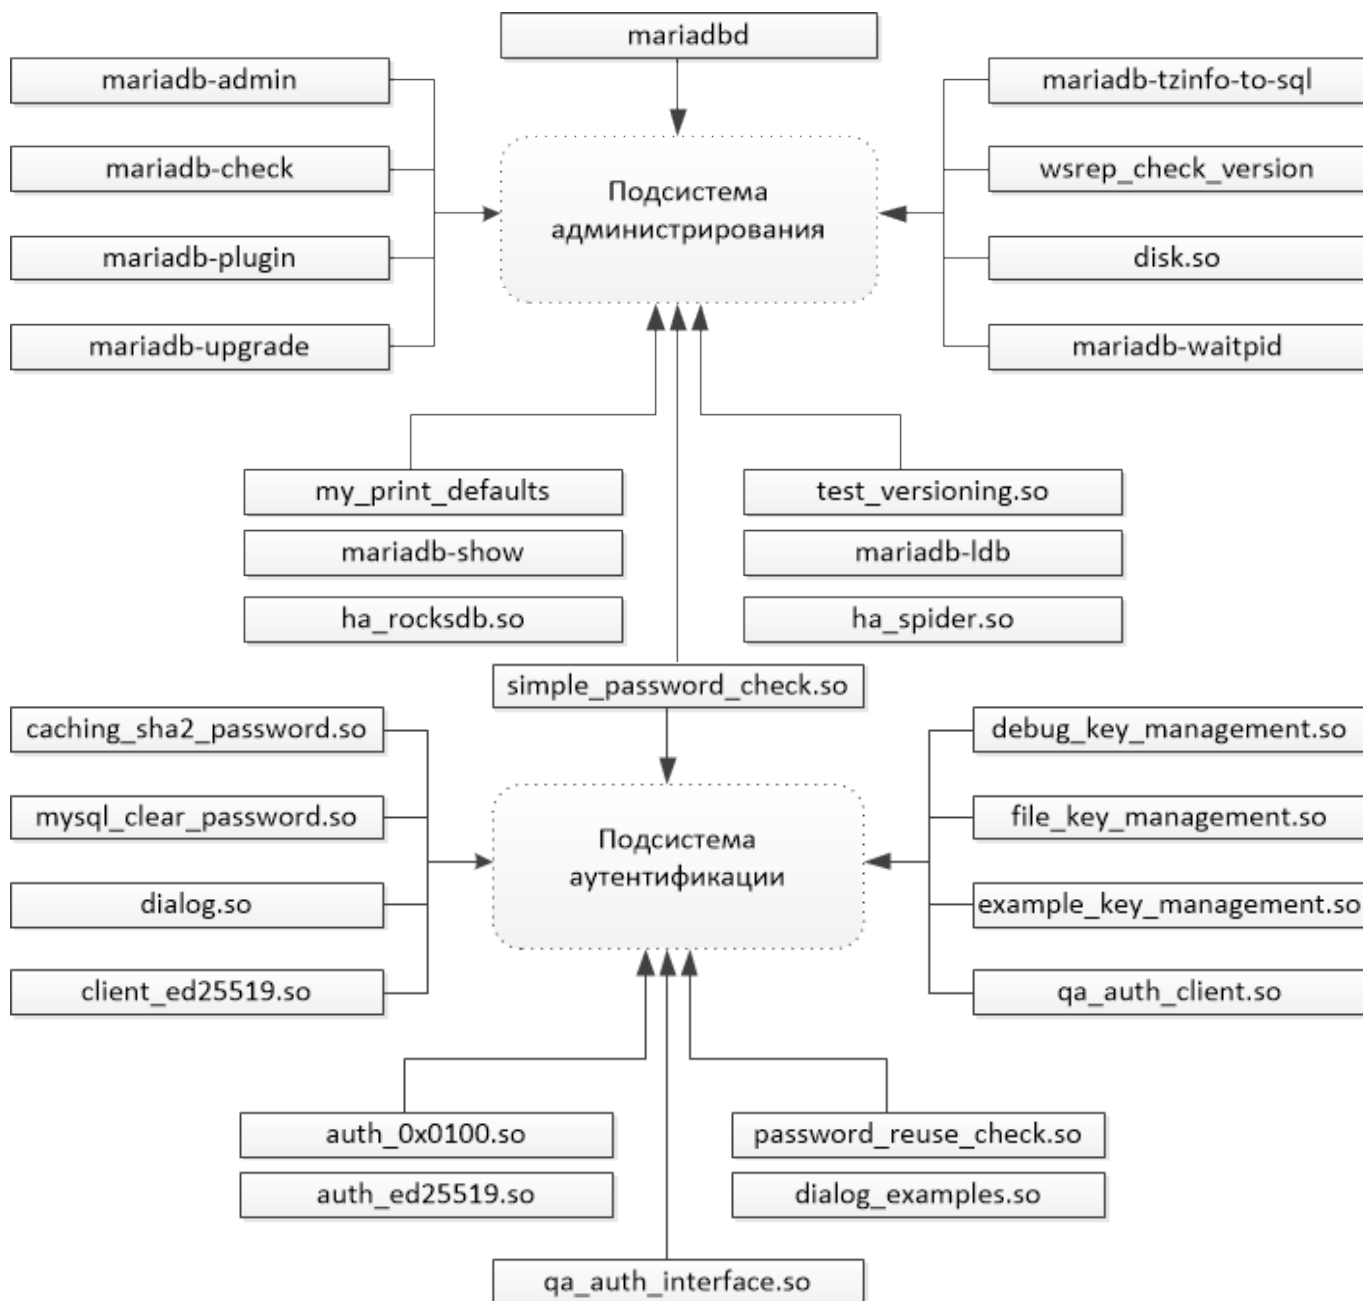 mariadbd
mariadb-admin
mariadb-tzinfo-to-sql
mariadb-check
wsrep_check_version
Подсистема
администрирования
mariadb-plugin
disk.so
mariadb-upgrade
mariadb-waitpid
my_print_defaults
test_versioning.so
mariadb-show
mariadb-ldb
ha_rocksdb.so
ha_spider.so
simple_password_check.so
caching_sha2_password.so
debug_key_management.so
mysql_clear_password.so
file_key_management.so
Подсистема
аутентификации
dialog.so
example_key_management.so
client_ed25519.so
qa_auth_client.so
auth_0x0100.so
password_reuse_check.so
auth_ed25519.so
dialog_examples.so
qa_auth_interface.so